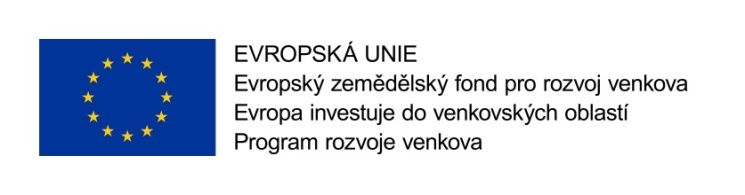 EVROPSKÁ UNIE
Evropský zemědělský fond pro rozvoj venkova
Evropa investuje do venkovských oblastí
Program rozvoje venkova